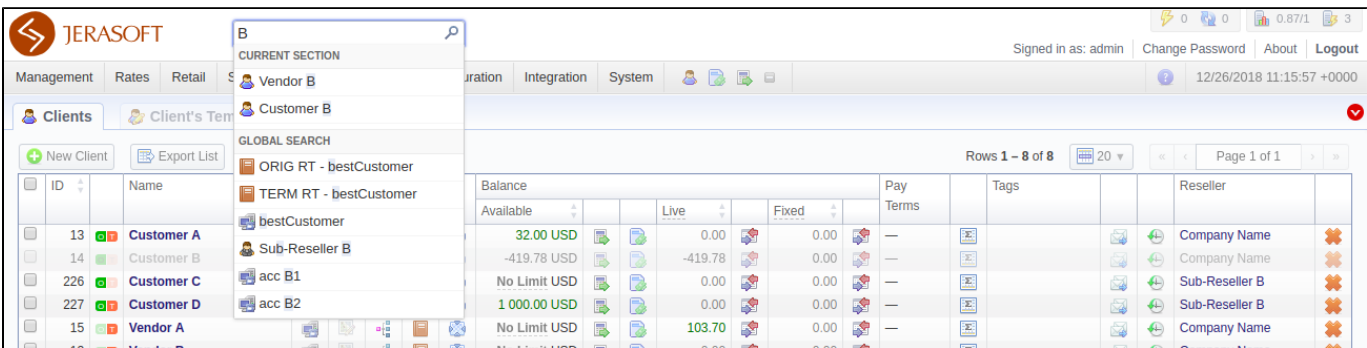 0 0 0.87/1 3
JERASOFT
B
Signed in as: admin Change Password About Logout
CURRENT SECTION
Vendor B
Customer B
GLOBAL SEARCH
ORIG RT - bestCustomer
TERM RT - bestCustomer
bestCustomer
Sub-Reseller B
acc B1
acc B2
Management Rates Retail S uration Integration System 12/26/2018 11:15:57 +0000
Clients Client's Tem
New Client Export List Rows 1 – 8 of 8 20 « ‹ Page 1 of 1 › »
ID Name Balance Pay Terms Tags Reseller
Available Live Fixed
13 O T Customer A 32.00 USD 0.00 0.00 — Σ Company Name
14 Customer B -419.78 USD -419.78 0.00 — Σ Company Name
226 O Customer C No Limit USD 0.00 0.00 — Σ Sub-Reseller B
227 O T Customer D 1 000.00 USD 0.00 0.00 — Σ Sub-Reseller B
15 T Vendor A No Limit USD 103.70 0.00 — Σ Company Name